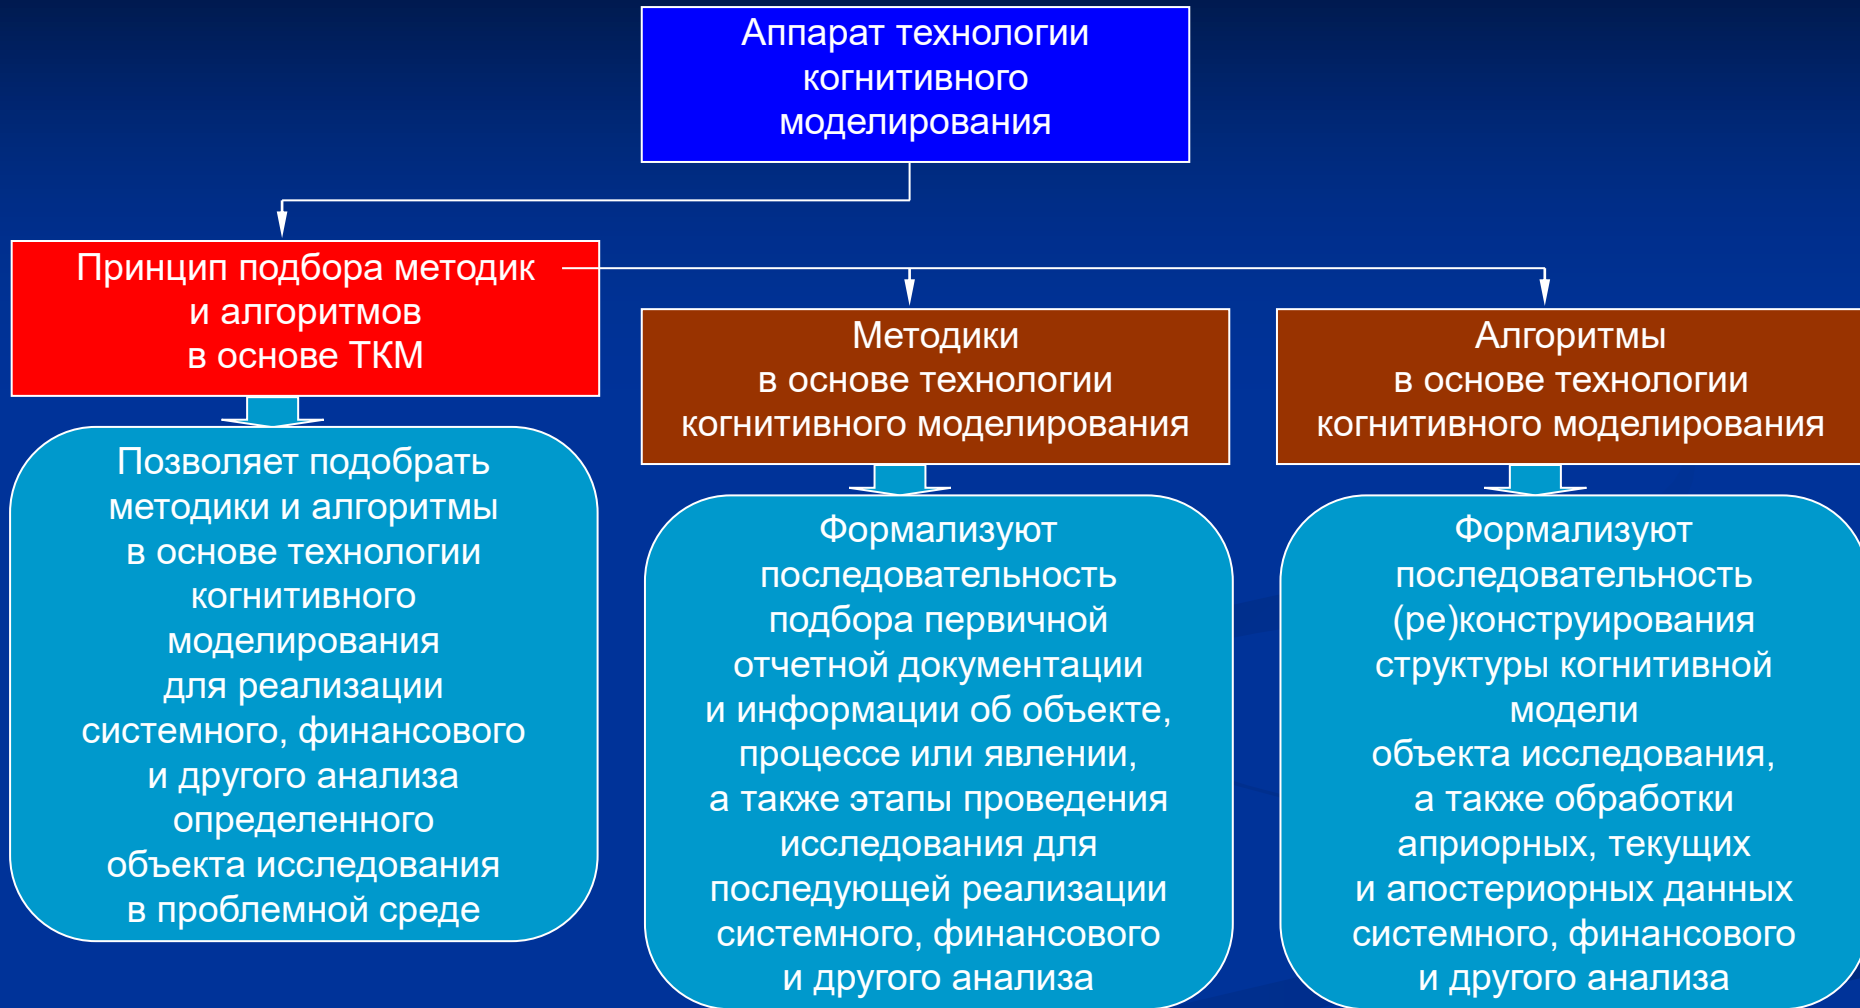 Аппарат технологии
когнитивного
моделирования
Принцип подбора методик
и алгоритмов
в основе ТКМ
Позволяет подобрать
методики и алгоритмы
в основе технологии
когнитивного
моделирования
для реализации
системного, финансового
и другого анализа
определенного
объекта исследования
в проблемной среде
Методики
в основе технологии
когнитивного моделирования
Формализуют
последовательность
подбора первичной
отчетной документации
и информации об объекте,
процессе или явлении,
а также этапы проведения
исследования для
последующей реализации
системного, финансового
и другого анализа
Алгоритмы
в основе технологии
когнитивного моделирования
Формализуют
последовательность
(ре)конструирования
структуры когнитивной
модели
объекта исследования,
а также обработки
априорных, текущих
и апостериорных данных
системного, финансового
и другого анализа